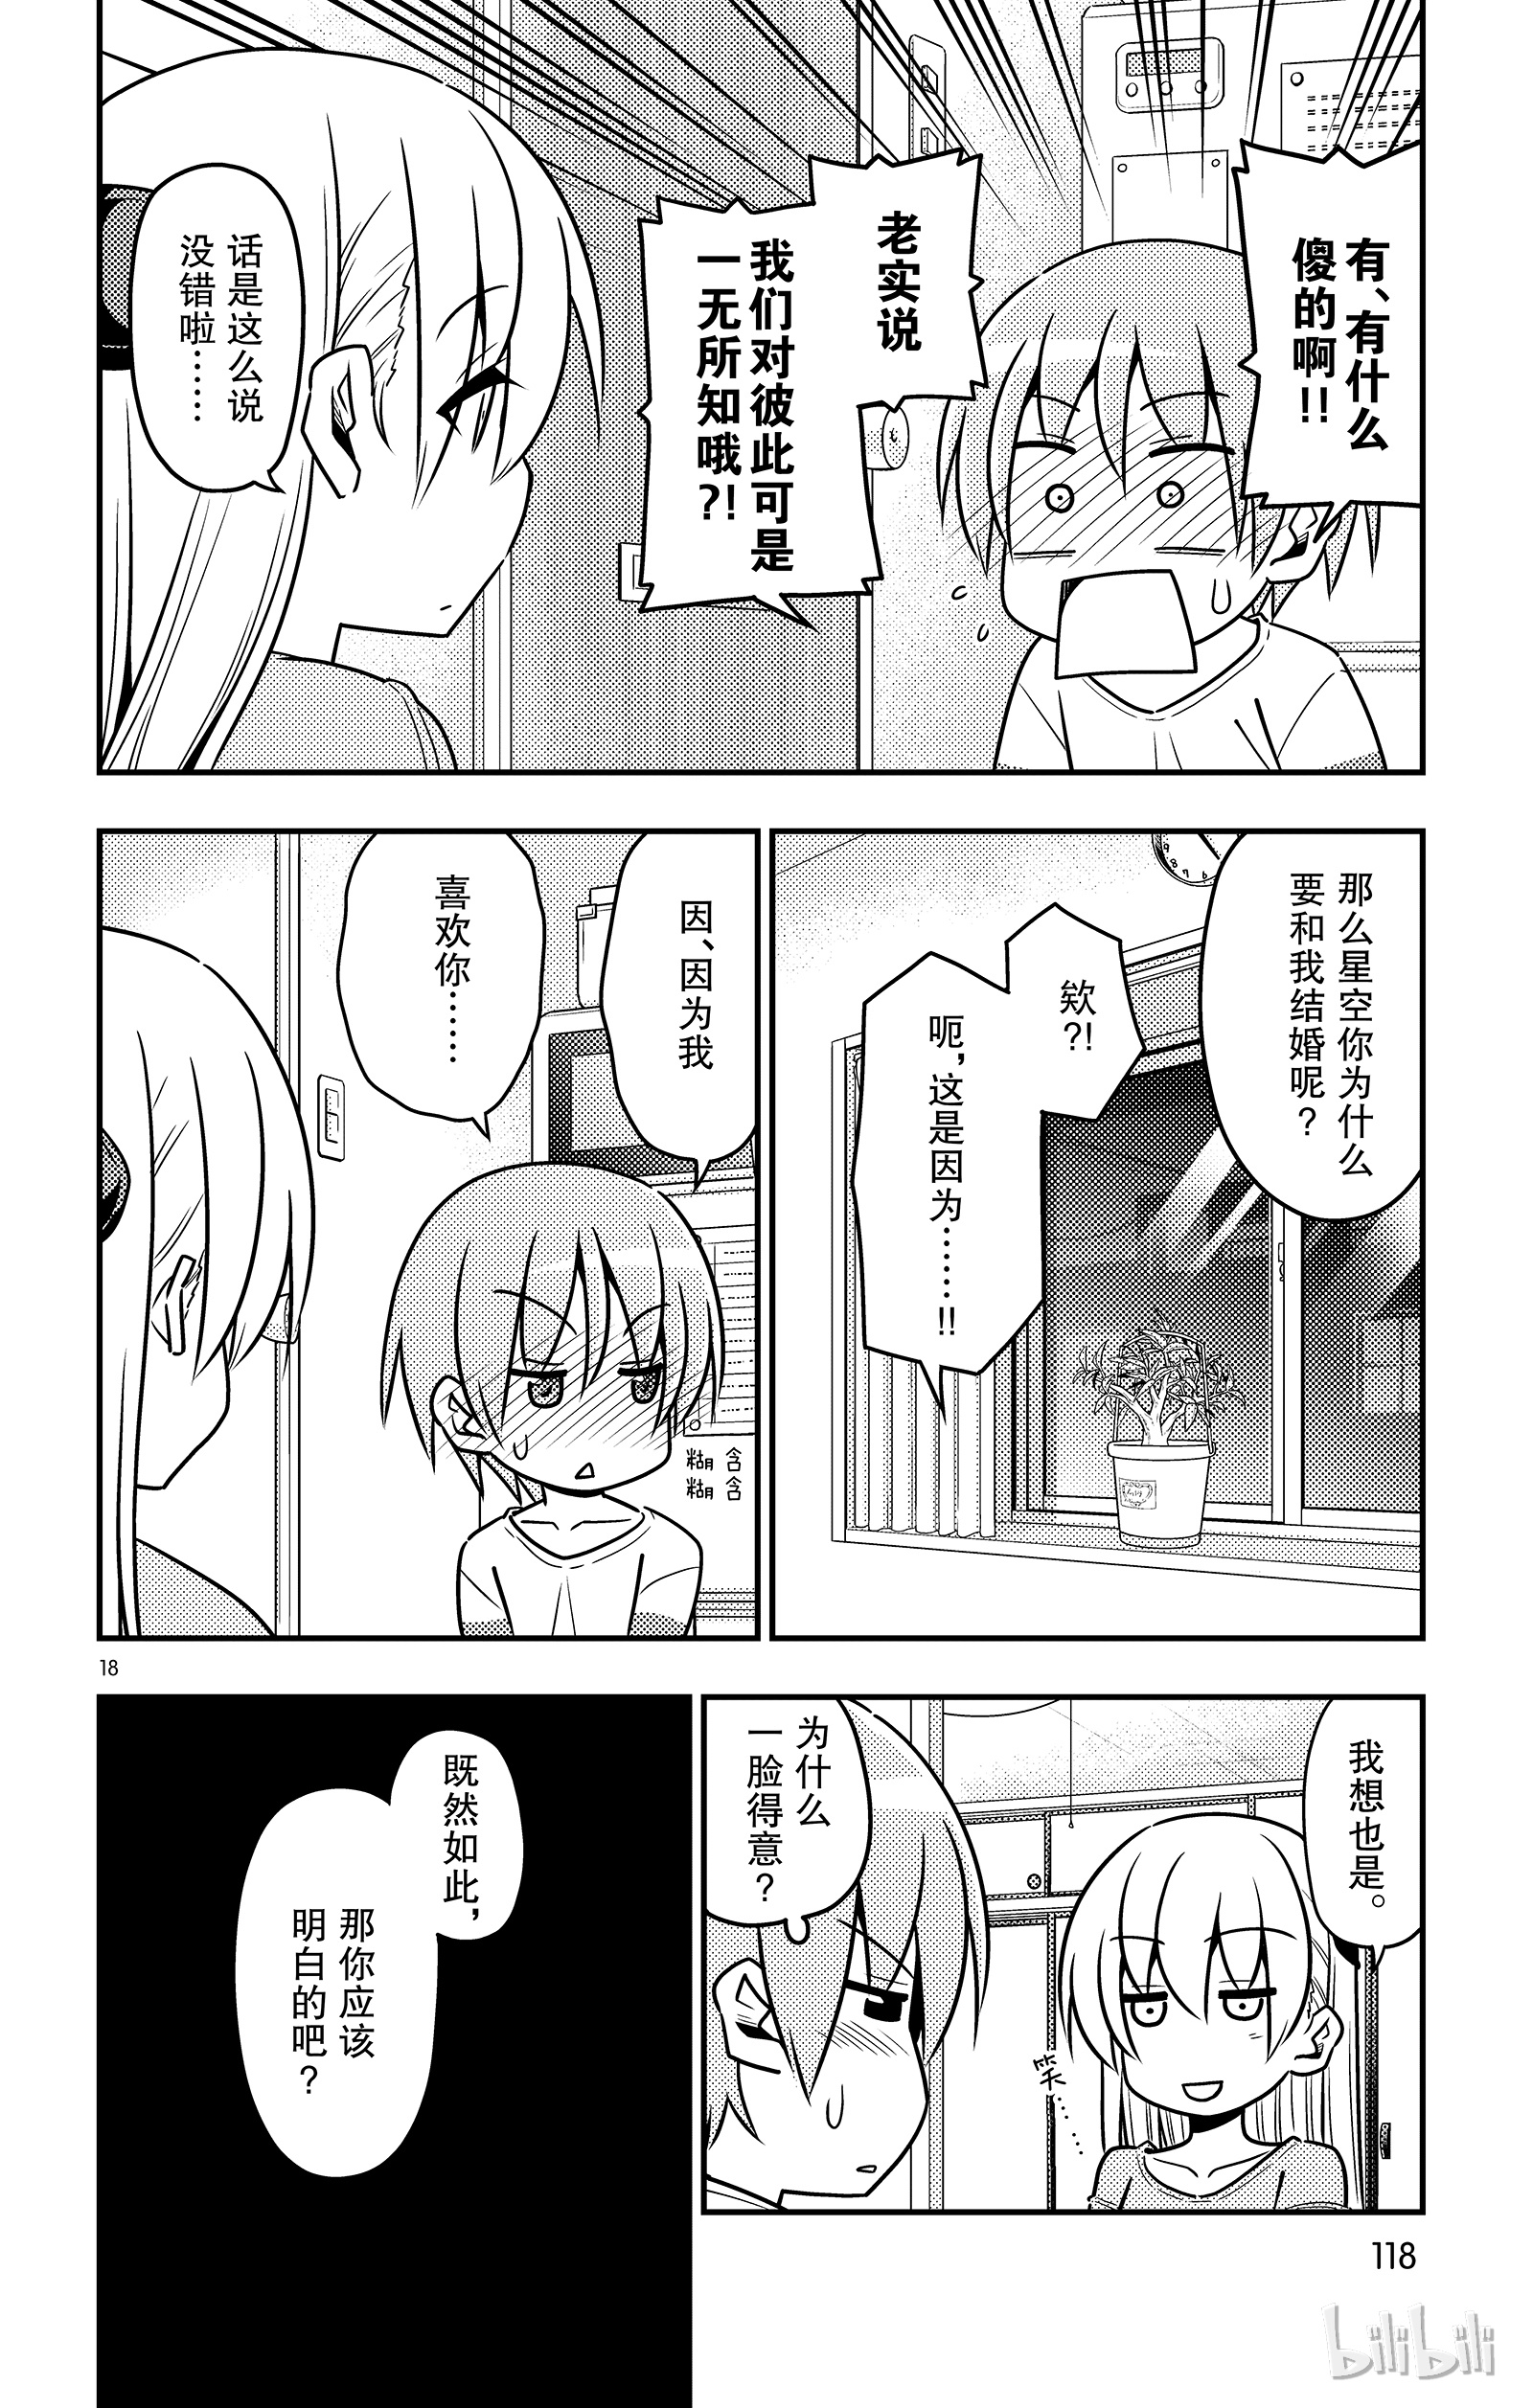 有、有什么
傻的啊!!
老实说
我们对彼此可是
一无所知哦?!
话是这么说
没错啦……
那么星空你为什么
要和我结婚呢？
欸?!
呃，这是因为……!!
因、因为我
喜欢你……
含含
糊糊
18
我想也是。
笑……
为什么
一脸得意？
既然如此，
那你应该
明白的吧？
118
bilibili